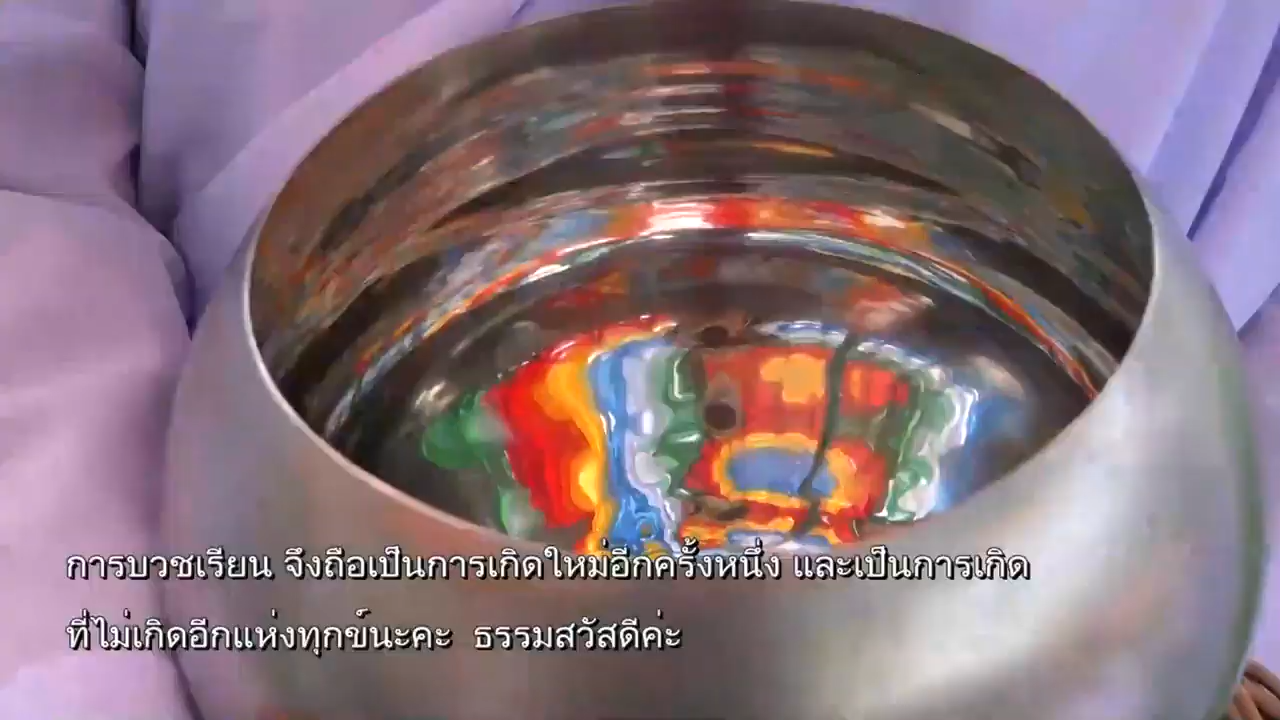 การบวชเรียน จึงถือเป็นการเกิดใหม่อีกครั้งหนึ่ง และเป็นการเกิด
ที่ไม่เกิดอีกแห่งทุกข์นะคะ ธรรมสวัสดีค่ะ